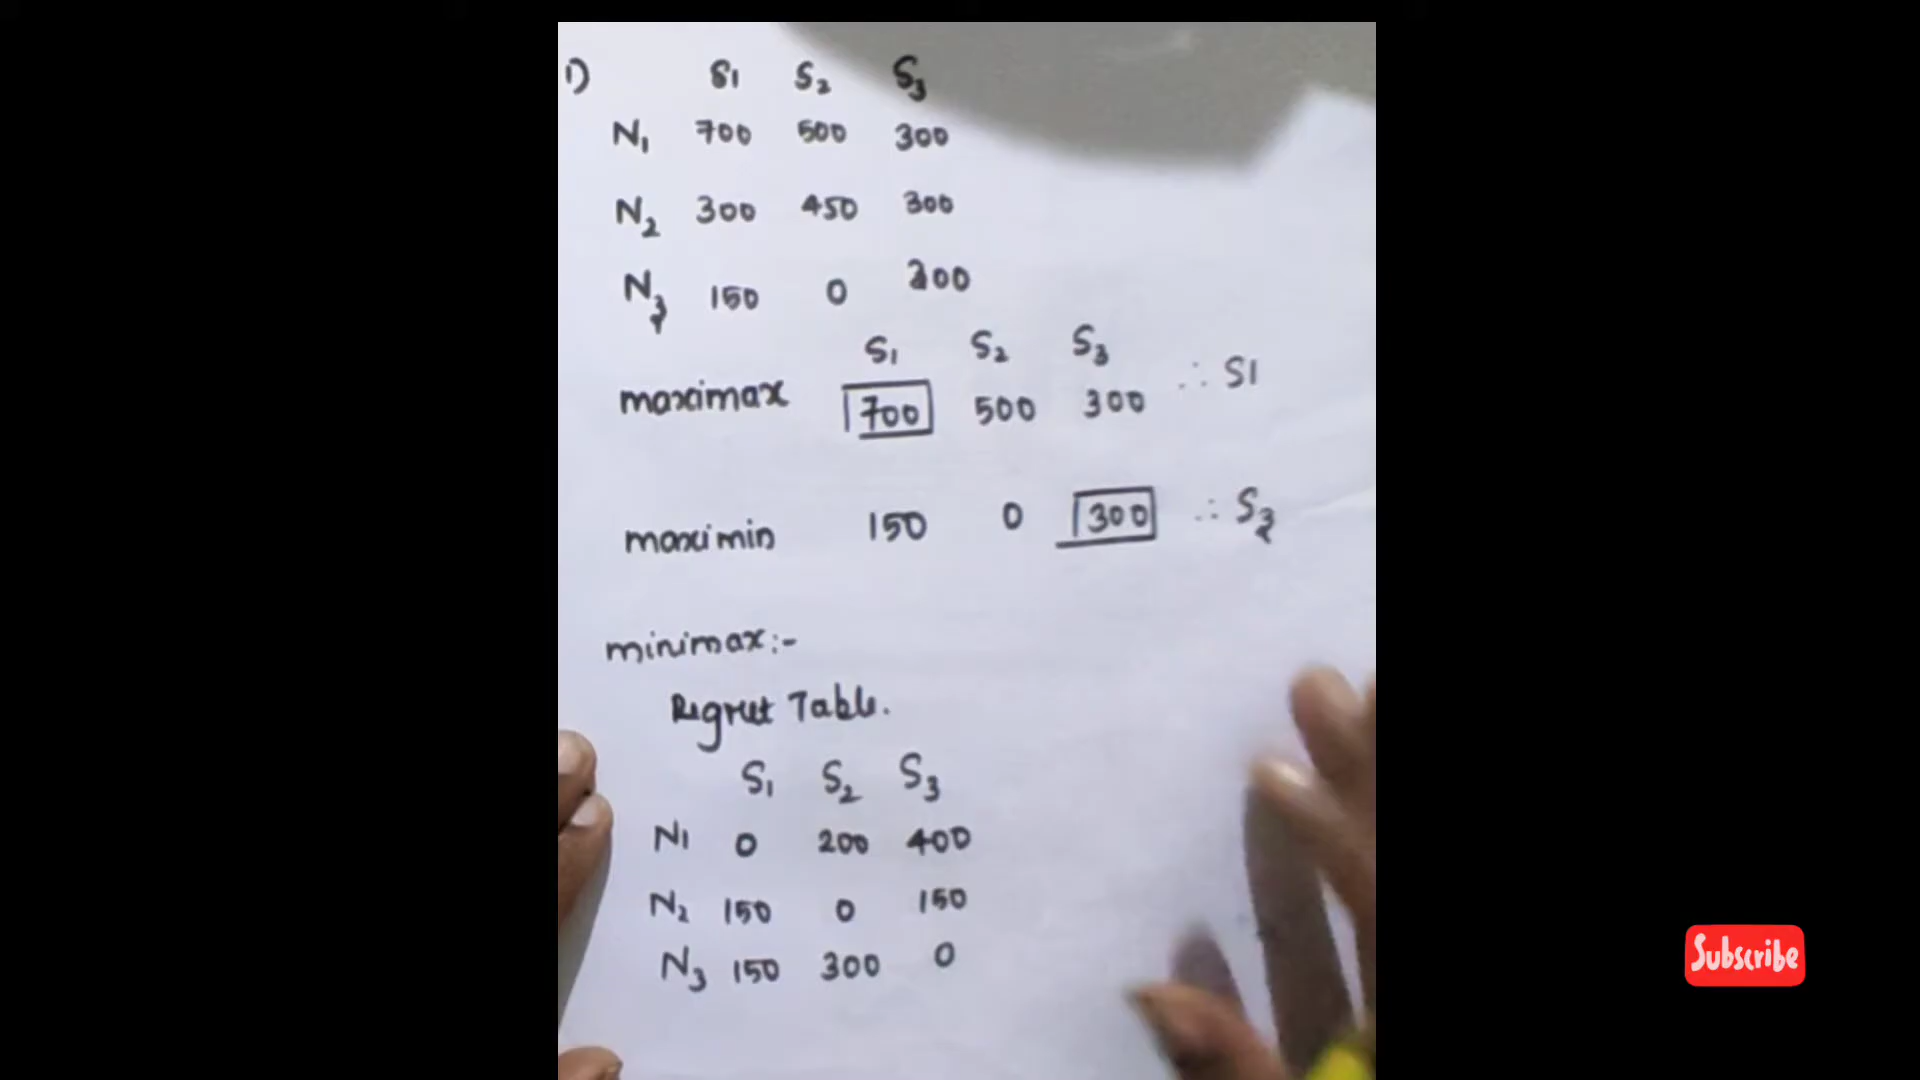 1) S1 S2 S3
N1 700 500 300
N2 300 450 300
N3 150 0 300
S1 S2 S3
maximax 700 500 300 ∴ S1
maximin 150 0 300 ∴ S3
minimax:-
Regret Table.
S1 S2 S3
N1 0 200 400
N2 150 0 150
N3 150 300 0
Subscribe